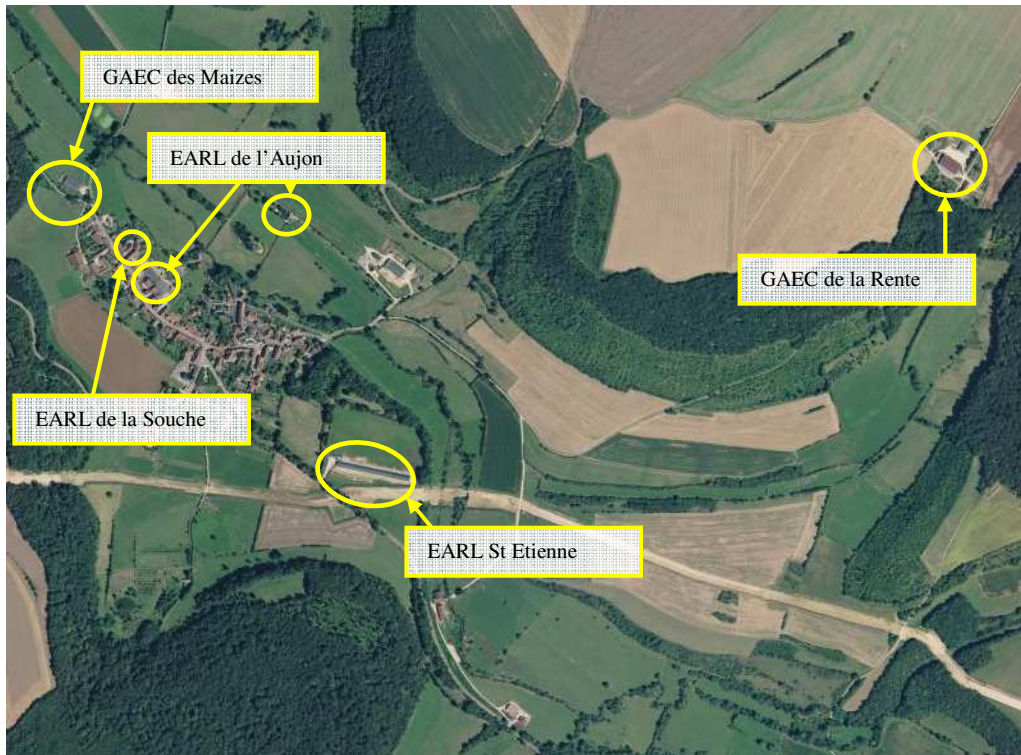 GAEC des Maizes
EARL de l'Aujon
GAEC de la Rente
EARL de la Souche
EARL St Etienne